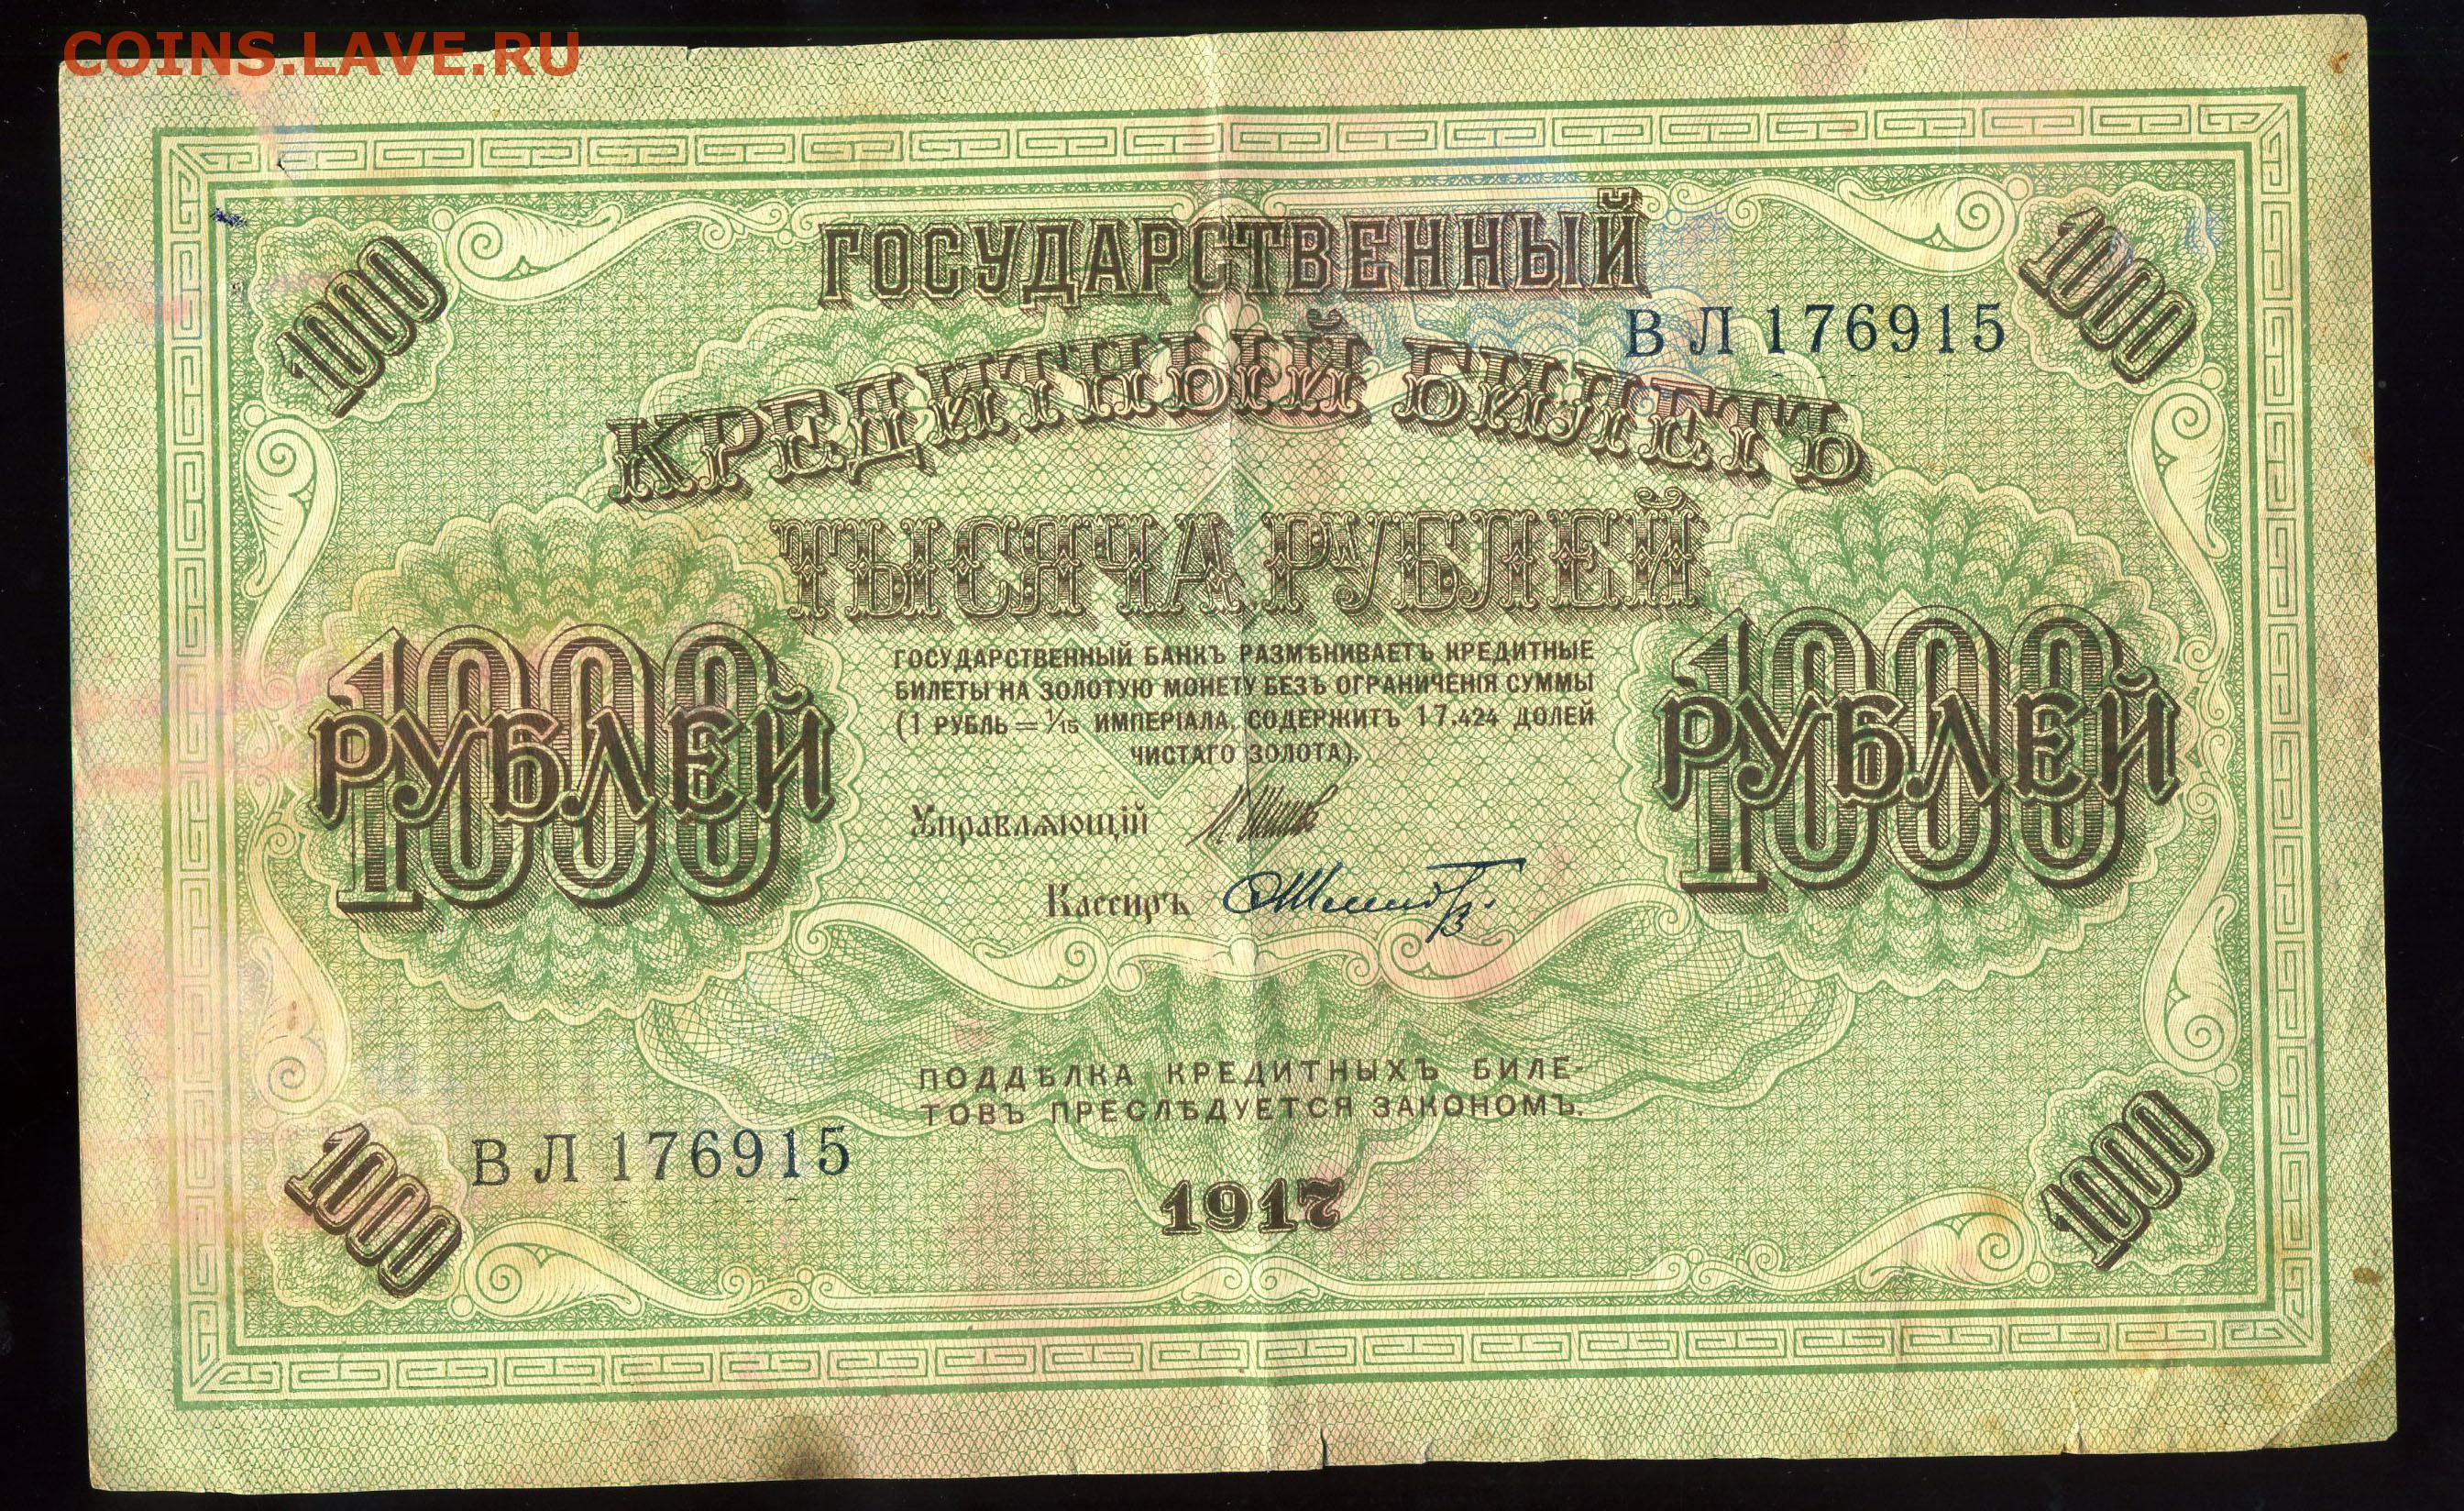 COINS.LAVE.RU
1000
ГОСУДАРСТВЕННЫЙ
1000
ВЛ 176915
КРЕДИТНЫЙ БИЛЕТЪ
ТЫСЯЧА РУБЛЕЙ
1000
РУБЛЕЙ
ГОСУДАРСТВЕННЫЙ БАНКЪ РАЗМѢНИВАЕТЪ КРЕДИТНЫЕ
БИЛЕТЫ НА ЗОЛОТУЮ МОНЕТУ БЕЗЪ ОГРАНИЧЕНІЯ СУММЫ
(1 РУБЛЬ = 1/15 ИМПЕРІАЛА, СОДЕРЖИТЪ 17.424 ДОЛЕЙ
ЧИСТАГО ЗОЛОТА).
1000
РУБЛЕЙ
Управляющій
Кассиръ
ПОДДѢЛКА КРЕДИТНЫХЪ БИЛЕ-
ТОВЪ ПРЕСЛѢДУЕТСЯ ЗАКОНОМЪ.
ВЛ 176915
1000
1917
1000